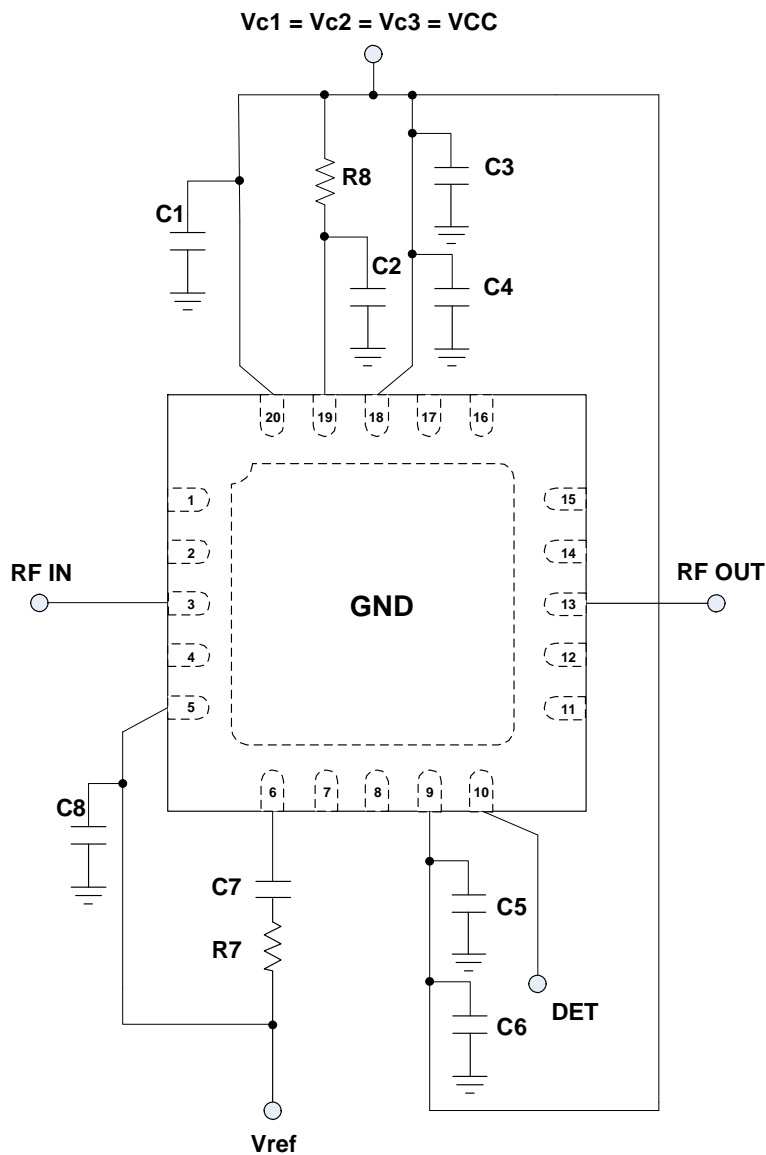 Vc1 = Vc2 = Vc3 = VCC
R8
C3
C1
C2
C4
20
19
18
17
16
1
15
2
14
RF IN
RF OUT
3
GND
13
4
12
5
11
6
7
8
9
10
C8
C7
C5
R7
DET
C6
Vref